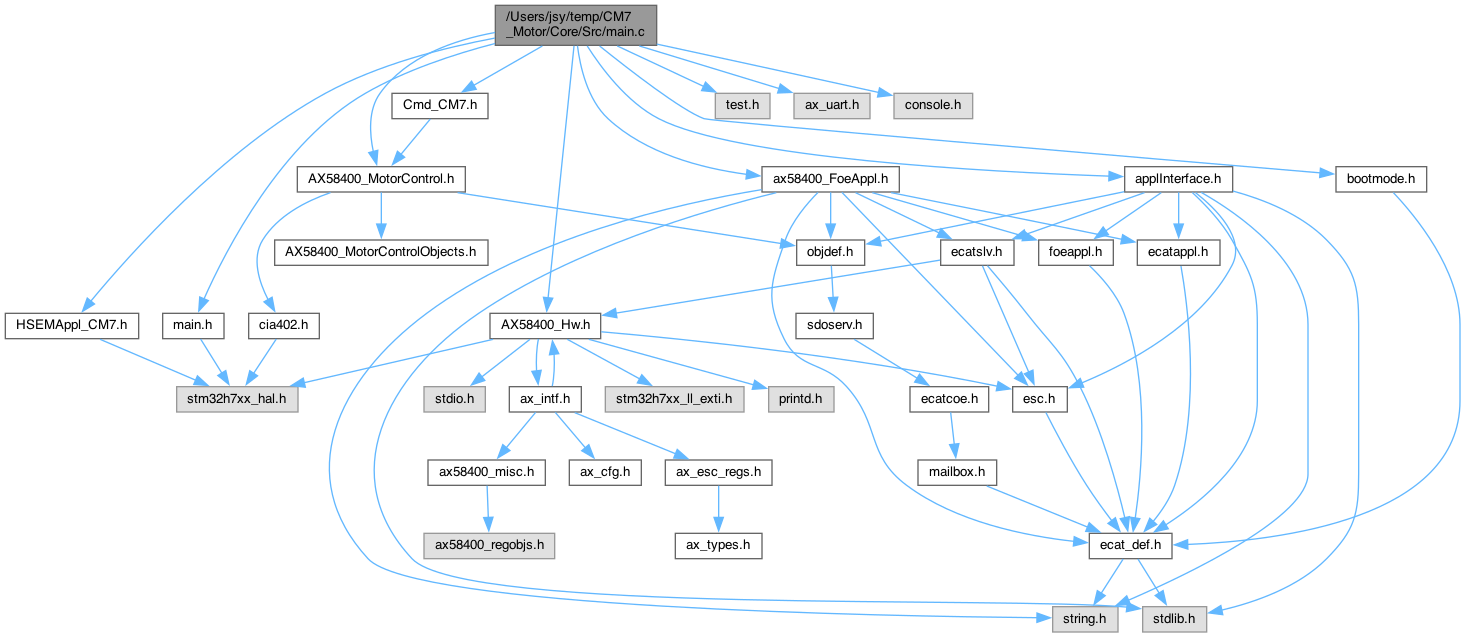 /Users/jsy/temp/CM7
_Motor/Core/Src/main.c
Cmd_CM7.h
test.h
ax_uart.h
console.h
AX58400_MotorControl.h
ax58400_FoeAppl.h
applInterface.h
bootmode.h
AX58400_MotorControlObjects.h
objdef.h
ecatslv.h
foeappl.h
ecatappl.h
HSEMAppl_CM7.h
main.h
cia402.h
AX58400_Hw.h
sdoserv.h
stm32h7xx_hal.h
stdio.h
ax_intf.h
stm32h7xx_ll_exti.h
printd.h
ecatcoe.h
esc.h
ax58400_misc.h
ax_cfg.h
ax_esc_regs.h
mailbox.h
ax58400_regobjs.h
ax_types.h
ecat_def.h
string.h
stdlib.h